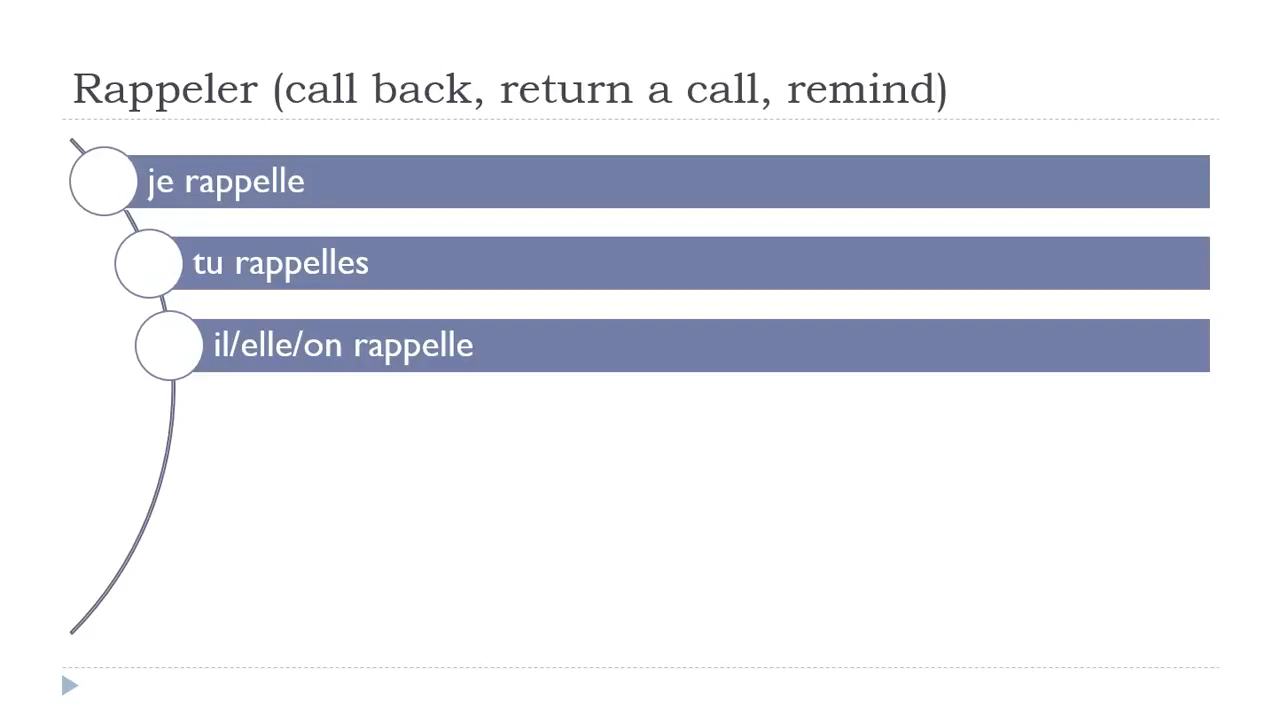 Rappeler (call back, return a call, remind)
je rappelle
tu rappelles
il/elle/on rappelle